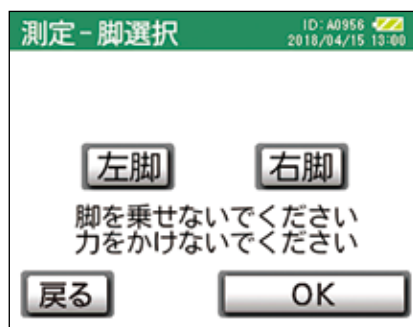 測定-脚選択
ID:A0956
2018/04/15 13:00
左脚 右脚
脚を乗せないでください
力をかけないでください
戻る OK